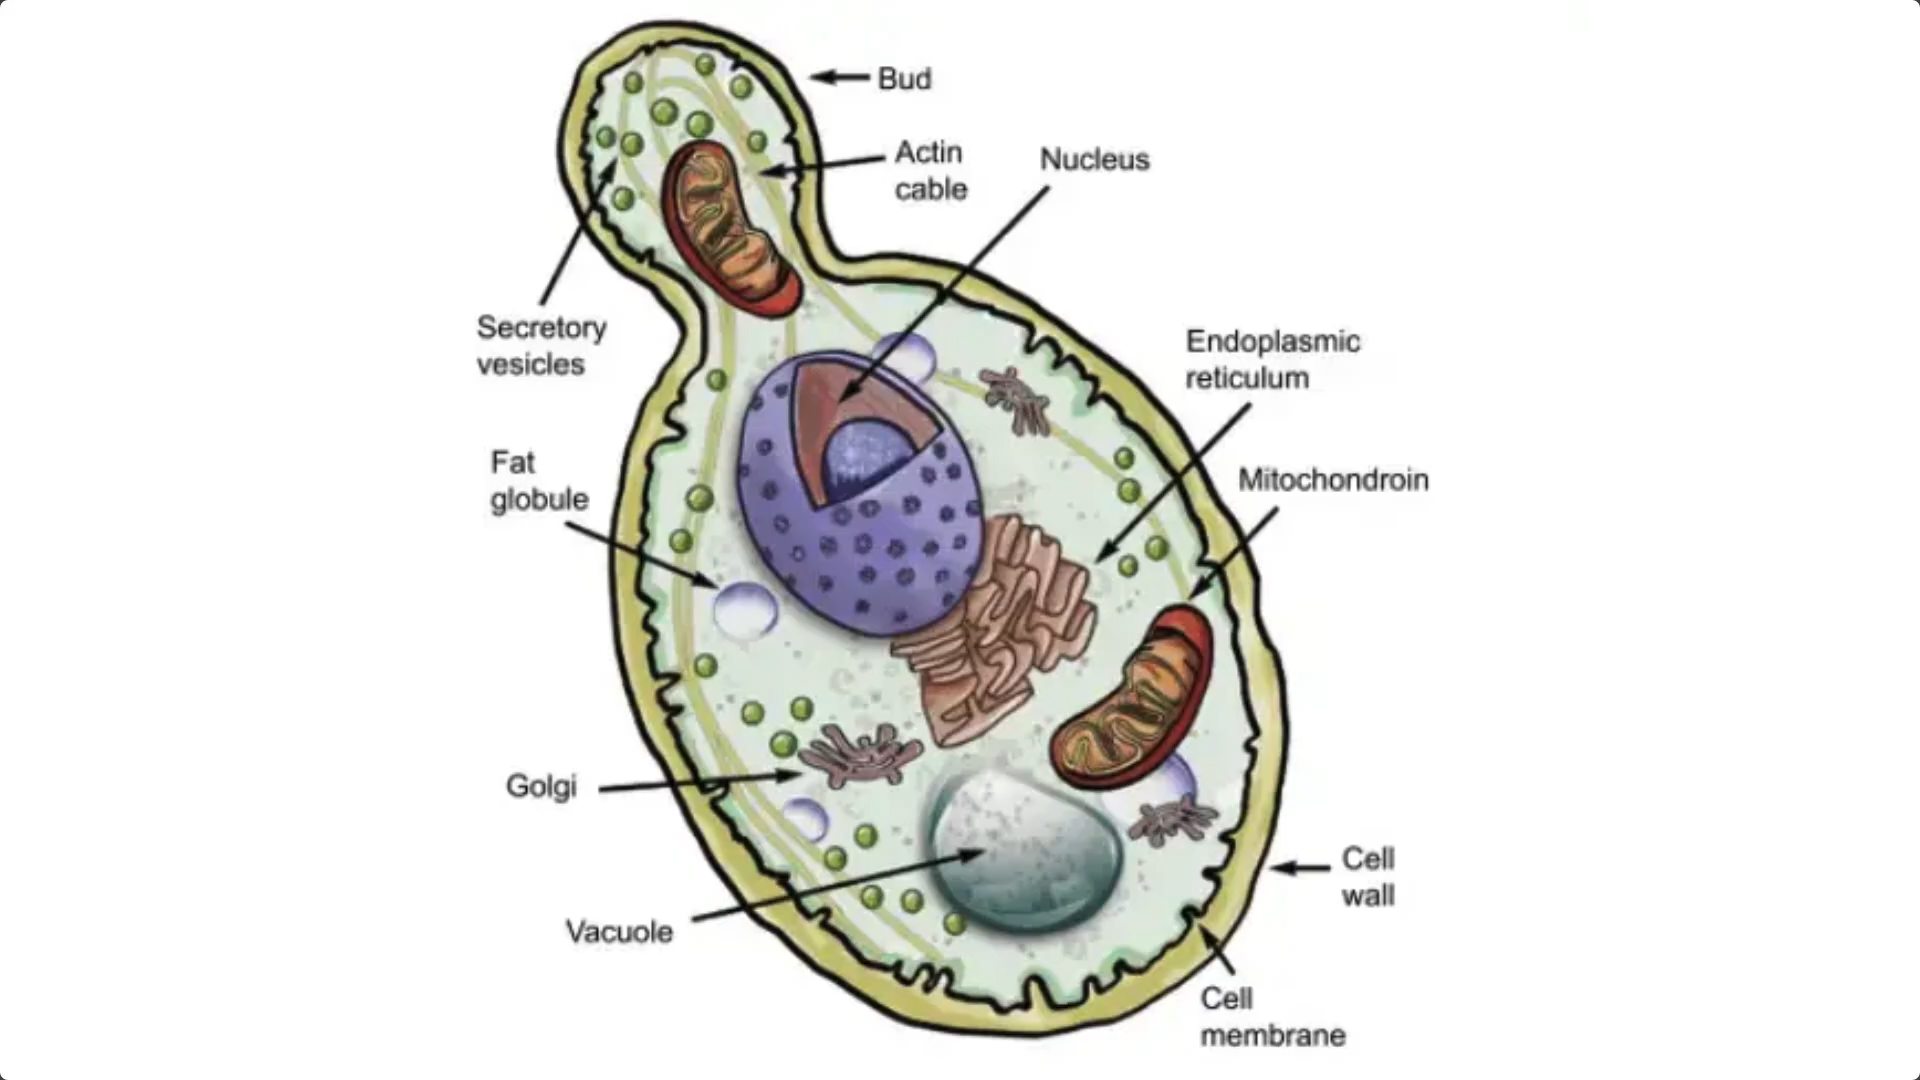 Bud
Actin
cable
Nucleus
Secretory
vesicles
Endoplasmic
reticulum
Fat
globule
Mitochondroin
Golgi
Cell
wall
Vacuole
Cell
membrane